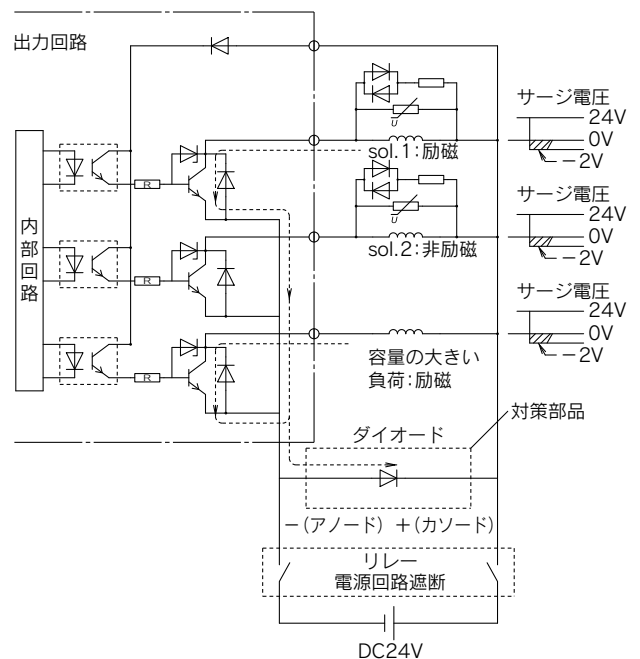 出力回路
内部回路
R
R
R
U
sol.1:励磁
U
sol.2:非励磁
容量の大きい
負荷:励磁
サージ電圧
24V
0V
-2V
サージ電圧
24V
0V
-2V
サージ電圧
24V
0V
-2V
対策部品
ダイオード
-(アノード) +(カソード)
リレー
電源回路遮断
DC24V